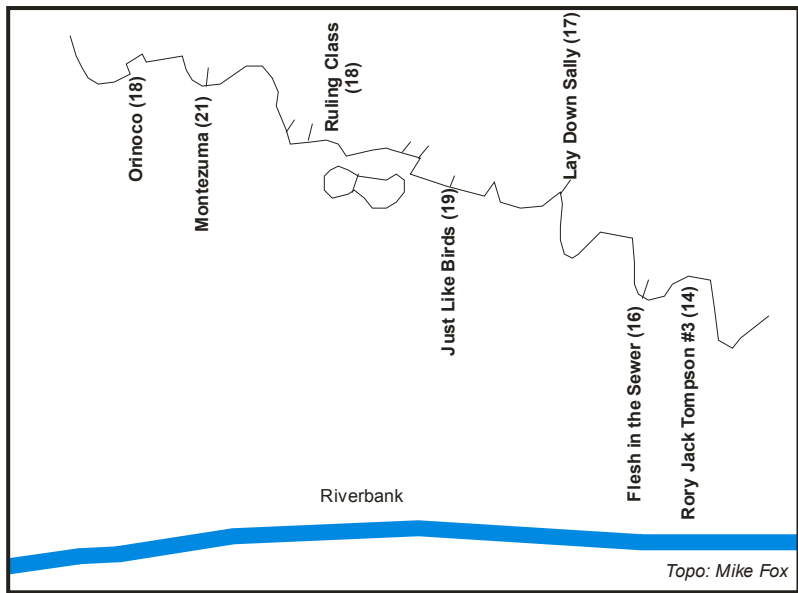 Orinoco (18)
Montezuma (21)
Ruling Class
(18)
Just Like Birds (19)
Lay Down Sally (17)
Flesh in the Sewer (16)
Rory Jack Tompson #3 (14)
Riverbank
Topo: Mike Fox